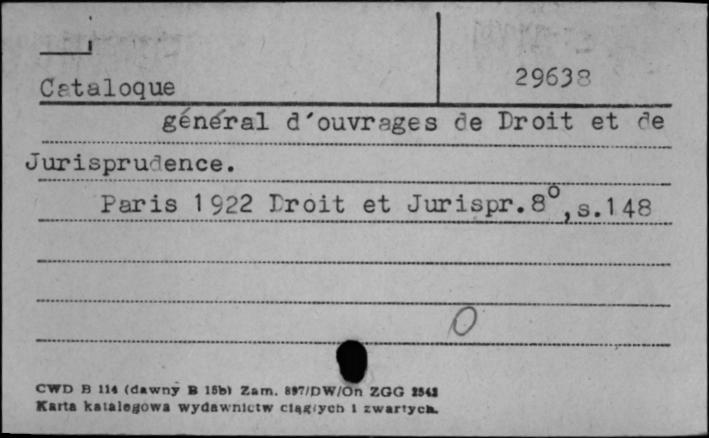 Cataloque
29638
général d'ouvrages de Droit et de
Jurisprudence.
Paris 1922 Droit et Jurispr.8°,s.148
0
CWD B 114 (dawny B 15b) Zam. 897/DW/On ZGG 2542
Karta katalogowa wydawnictw ciągłych i zwartych.